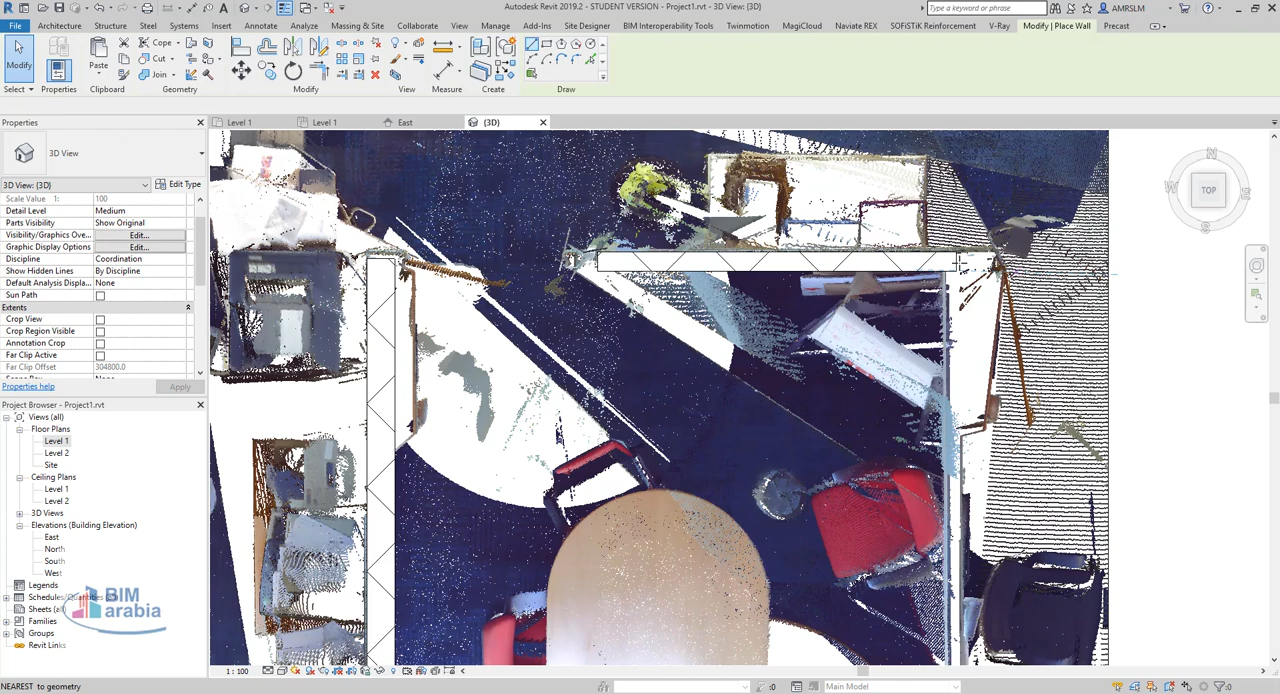 Autodesk Revit 2019.2 - STUDENT VERSION - Project1.rvt - 3D View: {3D}
Type a keyword or phrase
AMRSLM
File
Architecture
Structure
Steel
Systems
Insert
Annotate
Analyze
Massing & Site
Collaborate
View
Manage
Add-Ins
Site Designer
BIM Interoperability Tools
Twinmotion
MagiCloud
Naviate REX
SOFiSTiK Reinforcement
V-Ray
Modify | Place Wall
Precast
Modify
Paste
Cope
Cut
Join
Select
Properties
Clipboard
Geometry
Modify
View
Measure
Create
Draw
Properties
Level 1
Level 1
East
{3D}
3D View
3D View: {3D}
Edit Type
Scale Value 1:
100
Detail Level
Medium
Parts Visibility
Show Original
Visibility/Graphics Ove...
Edit...
Graphic Display Options
Edit...
Discipline
Coordination
Show Hidden Lines
By Discipline
Default Analysis Displa...
None
Sun Path
Extents
Crop View
Crop Region Visible
Annotation Crop
Far Clip Active
Far Clip Offset
304800.0
Properties help
Apply
Project Browser - Project1.rvt
Views (all)
Floor Plans
Level 1
Level 2
Site
Ceiling Plans
Level 1
Level 2
3D Views
Elevations (Building Elevation)
East
North
South
West
Legends
Schedules/Quantities
Sheets (all)
Families
Groups
Revit Links
BIM
arabia
N
W
TOP
E
S
1 : 100
NEAREST to geometry
:0
Main Model
:0